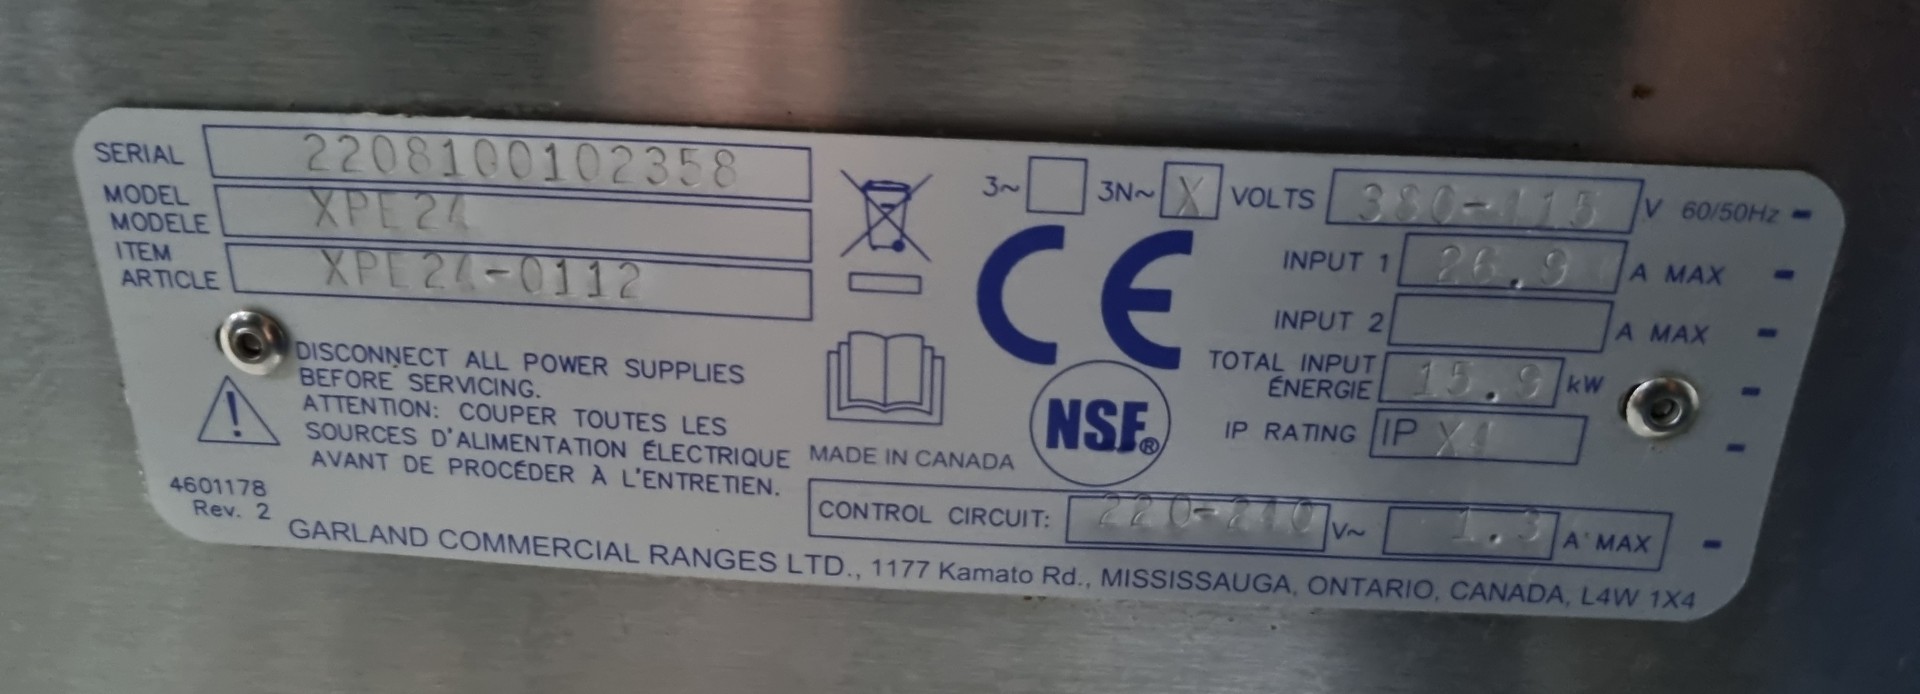 SERIAL 2208100102358
MODEL
MODELE XPE24
ITEM
ARTICLE XPE24-0112
3~ 3N~ X VOLTS 380-415 V 60/50Hz
INPUT 1 26.9 A MAX
INPUT 2 A MAX
TOTAL INPUT
ÉNERGIE 15.9 kW
IP RATING IP X4
CE
NSF®
DISCONNECT ALL POWER SUPPLIES
BEFORE SERVICING.
ATTENTION: COUPER TOUTES LES
SOURCES D'ALIMENTATION ÉLECTRIQUE
AVANT DE PROCÉDER À L'ENTRETIEN.
MADE IN CANADA
4601178
Rev. 2
CONTROL CIRCUIT: 220-240 V~ 1.3 A MAX
GARLAND COMMERCIAL RANGES LTD., 1177 Kamato Rd., MISSISSAUGA, ONTARIO, CANADA, L4W 1X4